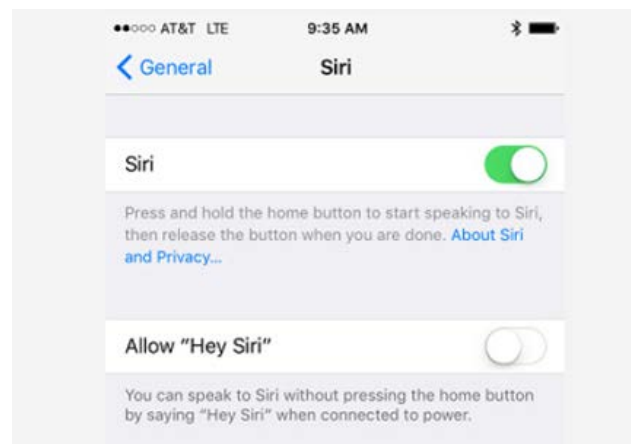 AT&T LTE 9:35 AM
General Siri
Siri
Press and hold the home button to start speaking to Siri,
then release the button when you are done. About Siri
and Privacy...
Allow “Hey Siri”
You can speak to Siri without pressing the home button
by saying “Hey Siri” when connected to power.